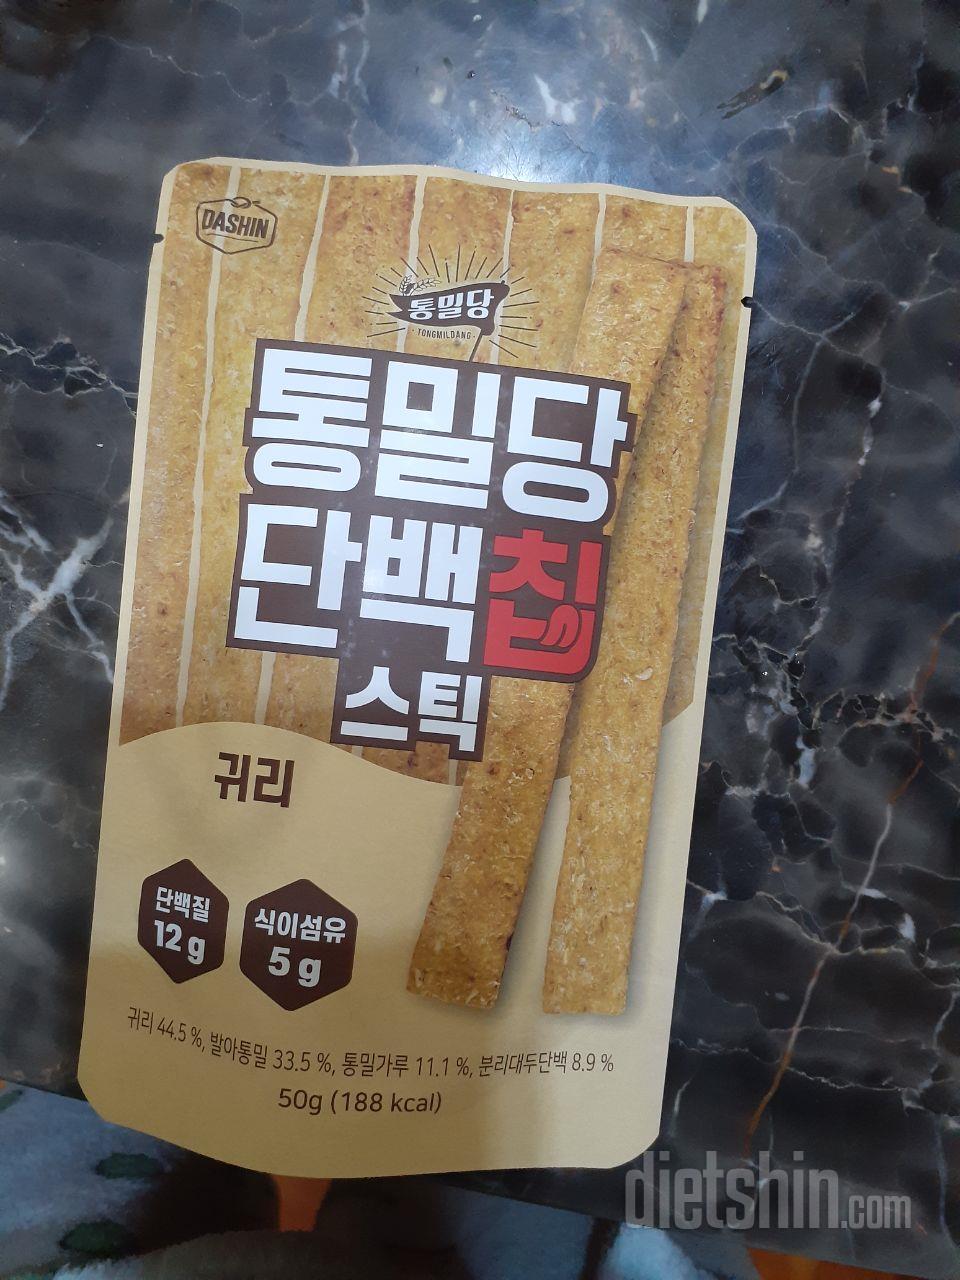 DASHIN
통밀당
TONGMILDANG
통밀당
단백칩
스틱
귀리
단백질
12 g
식이섬유
5 g
귀리 44.5 %, 발아통밀 33.5 %, 통밀가루 11.1 %, 분리대두단백 8.9 %
50g (188 kcal)
dietshin.com